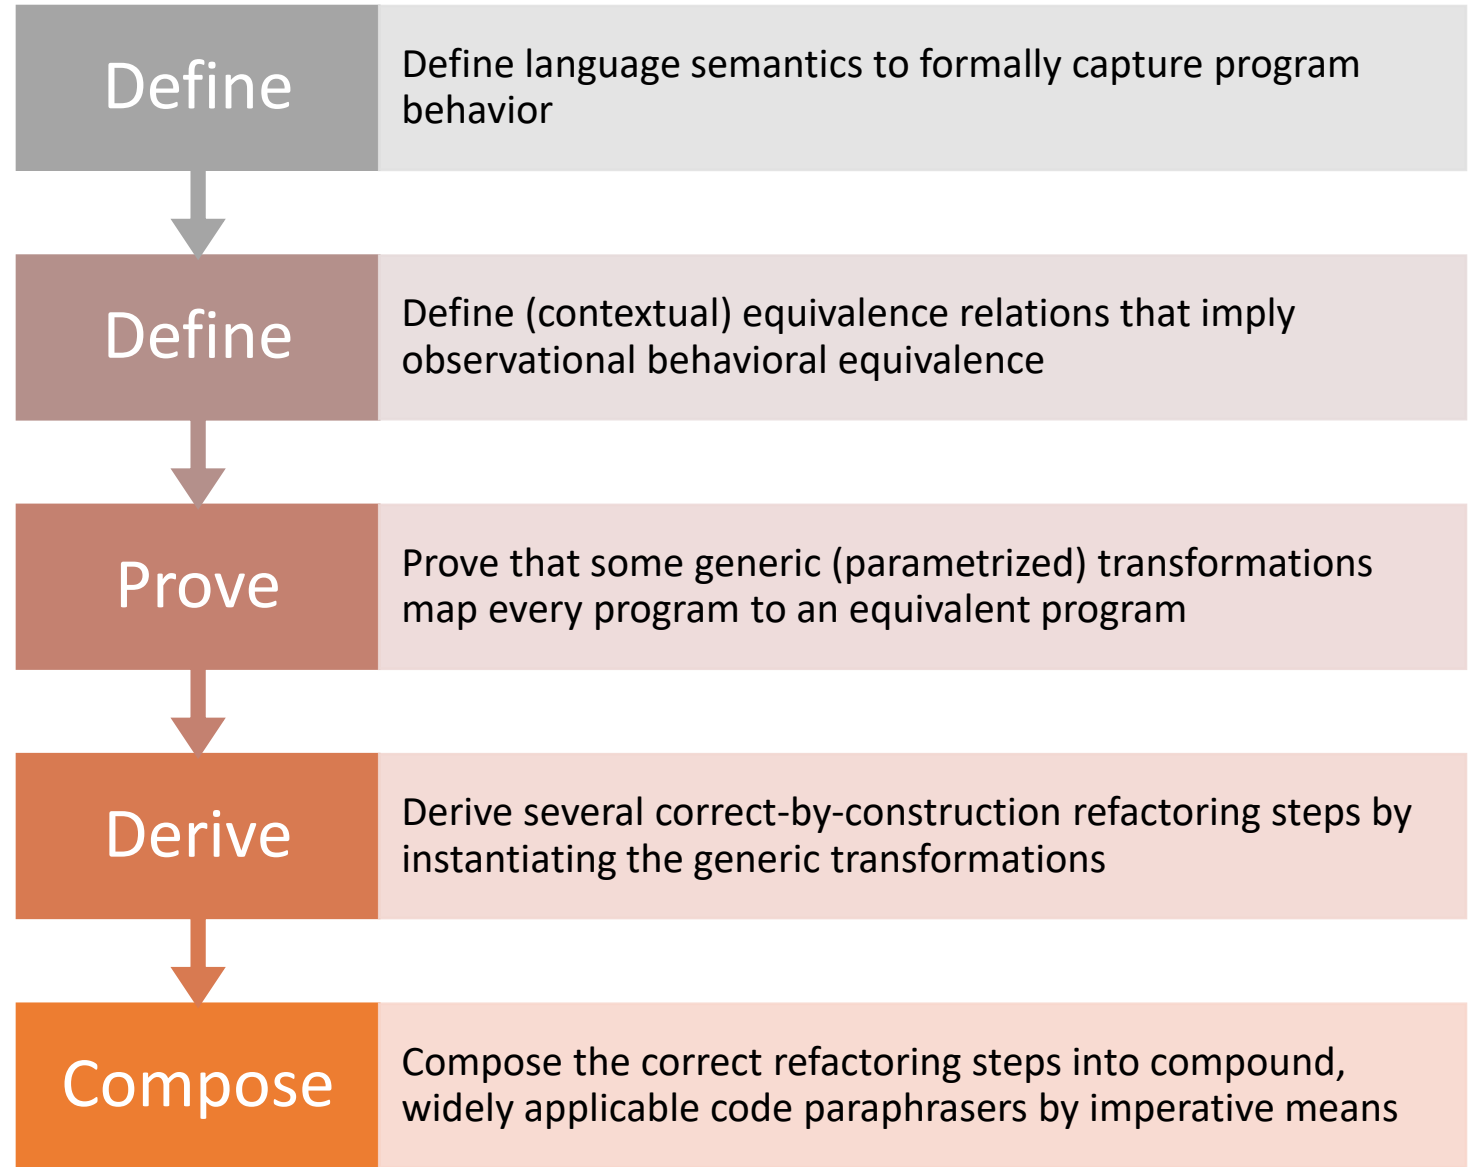 Define
Define language semantics to formally capture program
behavior
Define
Define (contextual) equivalence relations that imply
observational behavioral equivalence
Prove
Prove that some generic (parametrized) transformations
map every program to an equivalent program
Derive
Derive several correct-by-construction refactoring steps by
instantiating the generic transformations
Compose
Compose the correct refactoring steps into compound,
widely applicable code paraphrasers by imperative means